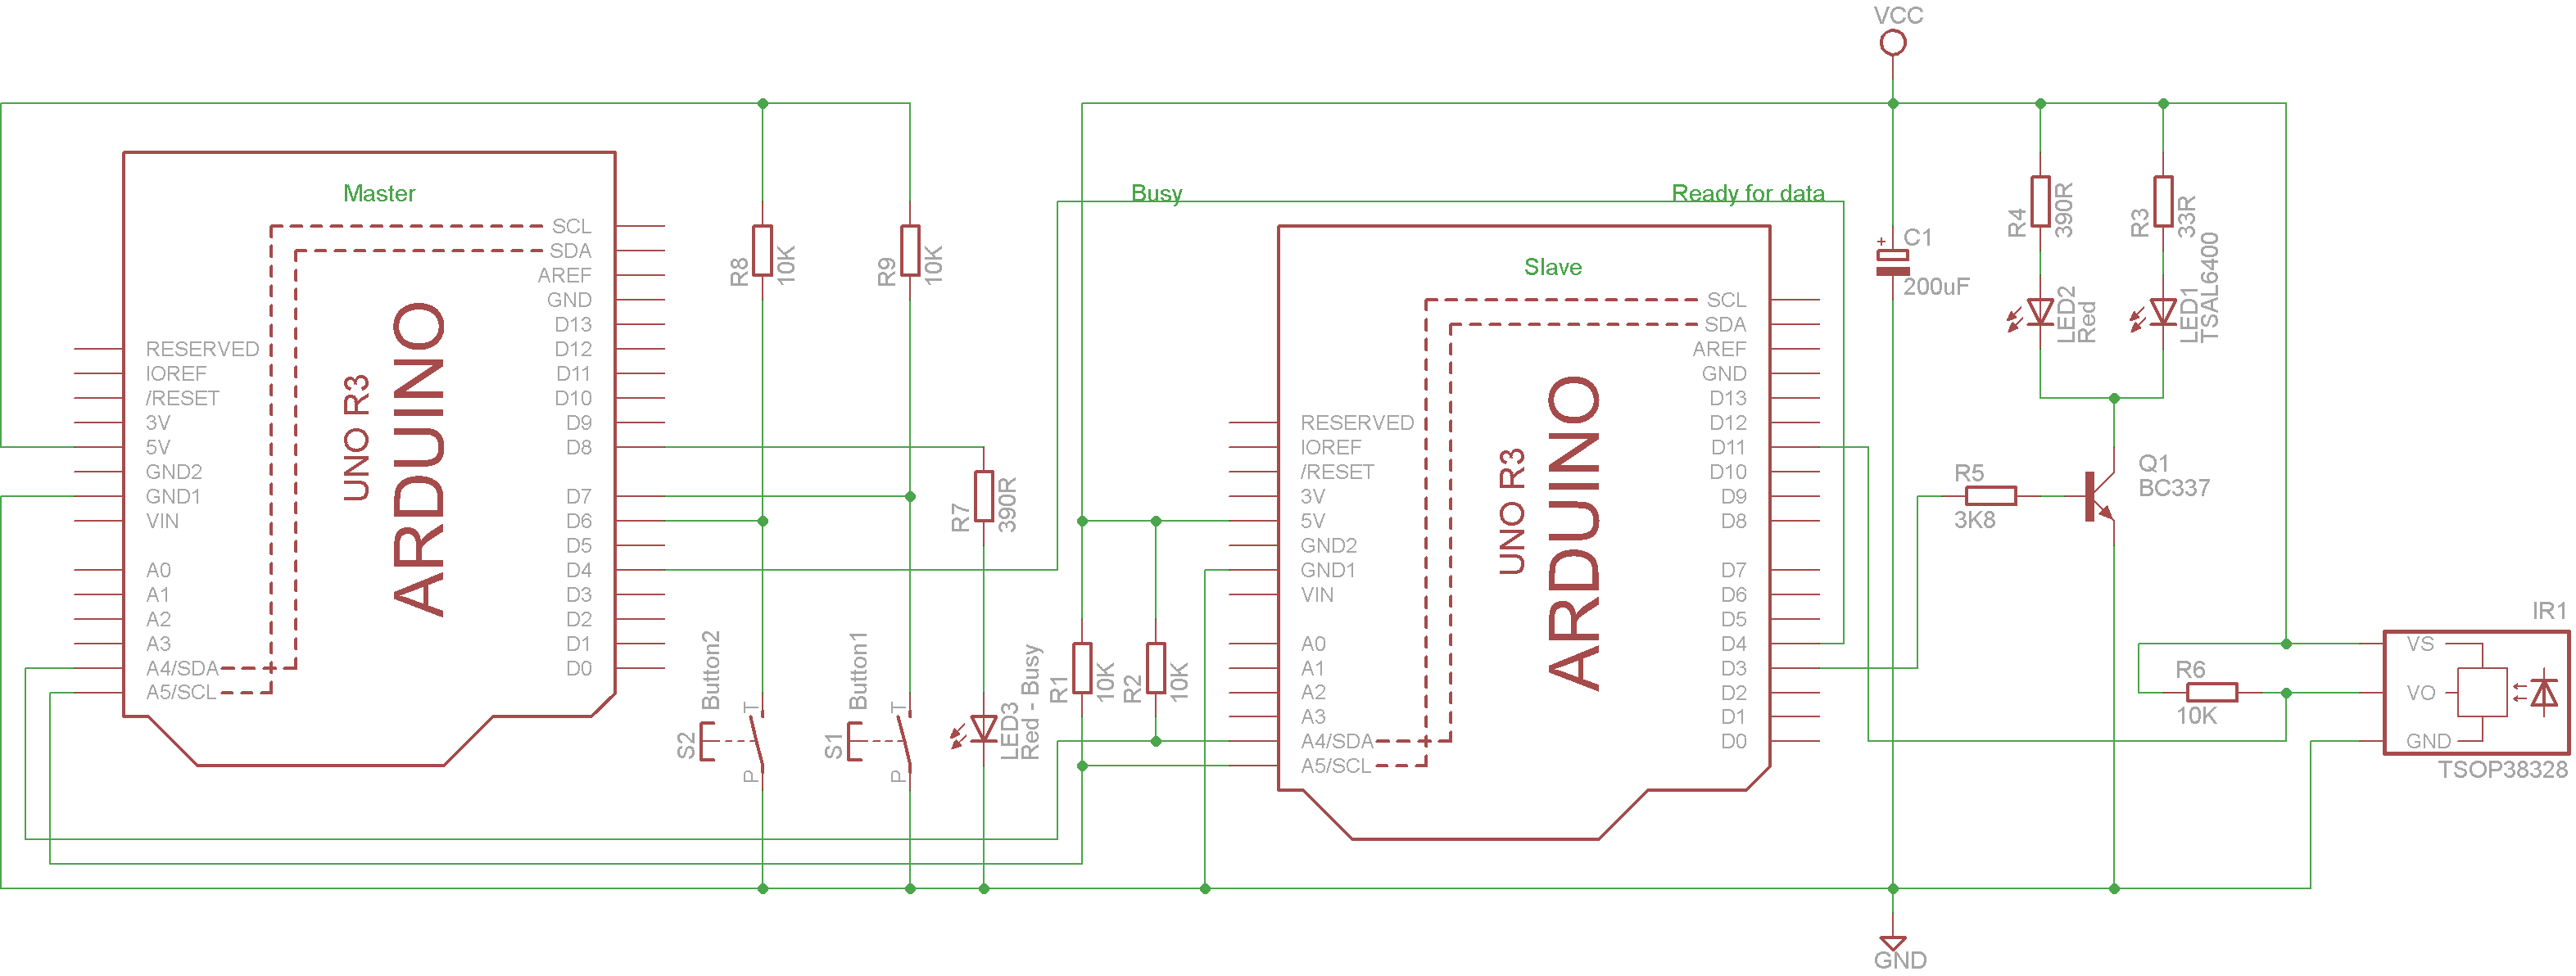 VCC
Master
SCL
SDA
AREF
GND
D13
D12
D11
D10
D9
D8
D7
D6
D5
D4
D3
D2
D1
D0
RESERVED
IOREF
/RESET
3V
5V
GND2
GND1
VIN
A0
A1
A2
A3
A4/SDA
A5/SCL
UNO R3
ARDUINO
R8
10K
R9
10K
R7
390R
Button2
S2
T
P
Button1
S1
T
P
LED3
Red - Busy
Busy
Ready for data
R1
10K
R2
10K
Slave
SCL
SDA
AREF
GND
D13
D12
D11
D10
D9
D8
D7
D6
D5
D4
D3
D2
D1
D0
RESERVED
IOREF
/RESET
3V
5V
GND2
GND1
VIN
A0
A1
A2
A3
A4/SDA
A5/SCL
UNO R3
ARDUINO
+
C1
200uF
R4
390R
R3
33R
LED2
Red
LED1
TSAL6400
R5
3K8
Q1
BC337
R6
10K
IR1
VS
VO
GND
TSOP38328
GND